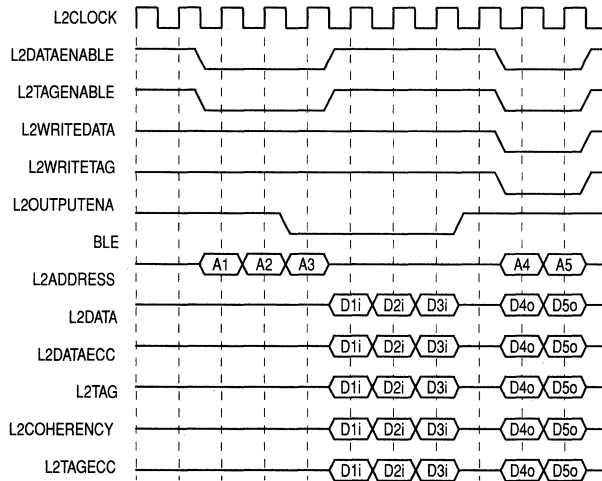 L2CLOCK
L2DATAENABLE
L2TAGENABLE
L2WRITEDATA
L2WRITETAG
L2OUTPUTENA
BLE
A1 A2 A3 A4 A5
L2ADDRESS
D1i D2i D3i D4o D5o
L2DATA
D1i D2i D3i D4o D5o
L2DATAECC
D1i D2i D3i D4o D5o
L2TAG
D1i D2i D3i D4o D5o
L2COHERENCY
D1i D2i D3i D4o D5o
L2TAGECC